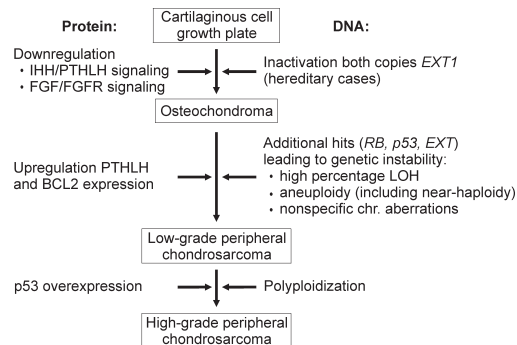 Protein:
Cartilaginous cell
growth plate
DNA:
Downregulation
• IHH/PTHLH signaling
• FGF/FGFR signaling
Inactivation both copies EXT1
(hereditary cases)
Osteochondroma
Upregulation PTHLH
and BCL2 expression
Additional hits (RB, p53, EXT)
leading to genetic instability:
• high percentage LOH
• aneuploidy (including near-haploidy)
• nonspecific chr. aberrations
Low-grade peripheral
chondrosarcoma
p53 overexpression
Polyploidization
High-grade peripheral
chondrosarcoma